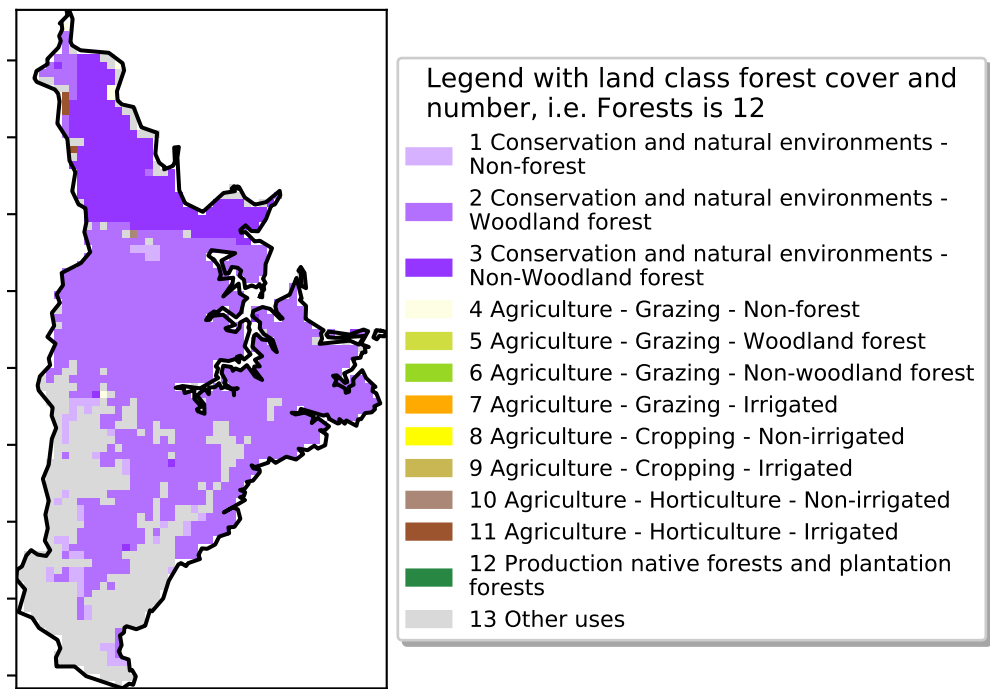 Legend with land class forest cover and
number, i.e. Forests is 12
1 Conservation and natural environments -
Non-forest
2 Conservation and natural environments -
Woodland forest
3 Conservation and natural environments -
Non-Woodland forest
4 Agriculture - Grazing - Non-forest
5 Agriculture - Grazing - Woodland forest
6 Agriculture - Grazing - Non-woodland forest
7 Agriculture - Grazing - Irrigated
8 Agriculture - Cropping - Non-irrigated
9 Agriculture - Cropping - Irrigated
10 Agriculture - Horticulture - Non-irrigated
11 Agriculture - Horticulture - Irrigated
12 Production native forests and plantation
forests
13 Other uses